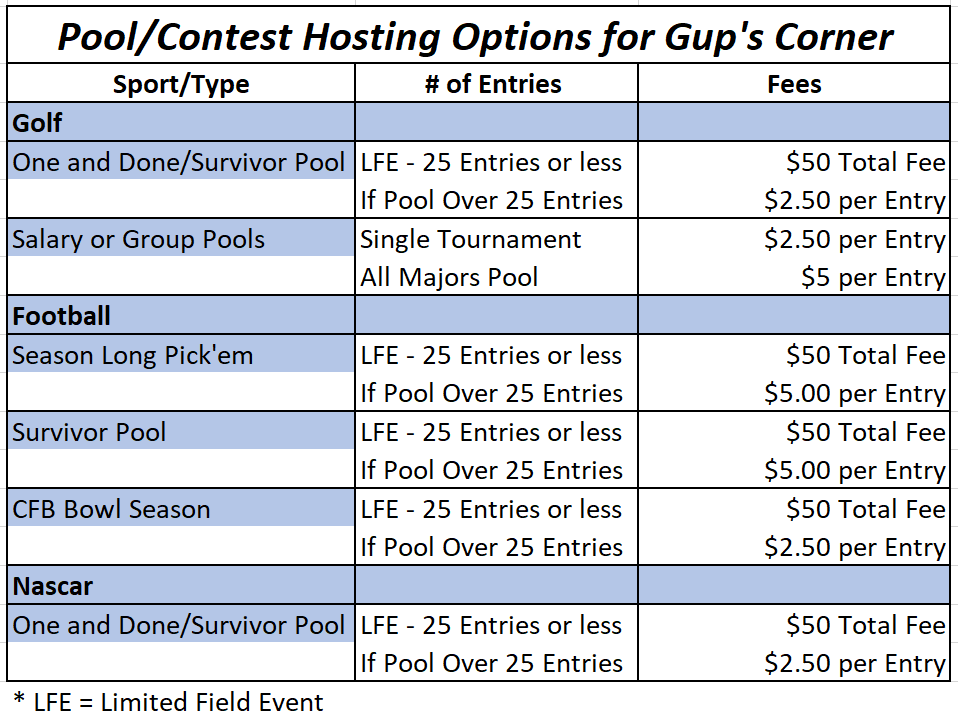 Pool/Contest Hosting Options for Gup's Corner
Sport/Type # of Entries Fees
Golf
One and Done/Survivor Pool LFE - 25 Entries or less $50 Total Fee
If Pool Over 25 Entries $2.50 per Entry
Salary or Group Pools Single Tournament $2.50 per Entry
All Majors Pool $5 per Entry
Football
Season Long Pick'em LFE - 25 Entries or less $50 Total Fee
If Pool Over 25 Entries $5.00 per Entry
Survivor Pool LFE - 25 Entries or less $50 Total Fee
If Pool Over 25 Entries $5.00 per Entry
CFB Bowl Season LFE - 25 Entries or less $50 Total Fee
If Pool Over 25 Entries $2.50 per Entry
Nascar
One and Done/Survivor Pool LFE - 25 Entries or less $50 Total Fee
If Pool Over 25 Entries $2.50 per Entry
* LFE = Limited Field Event